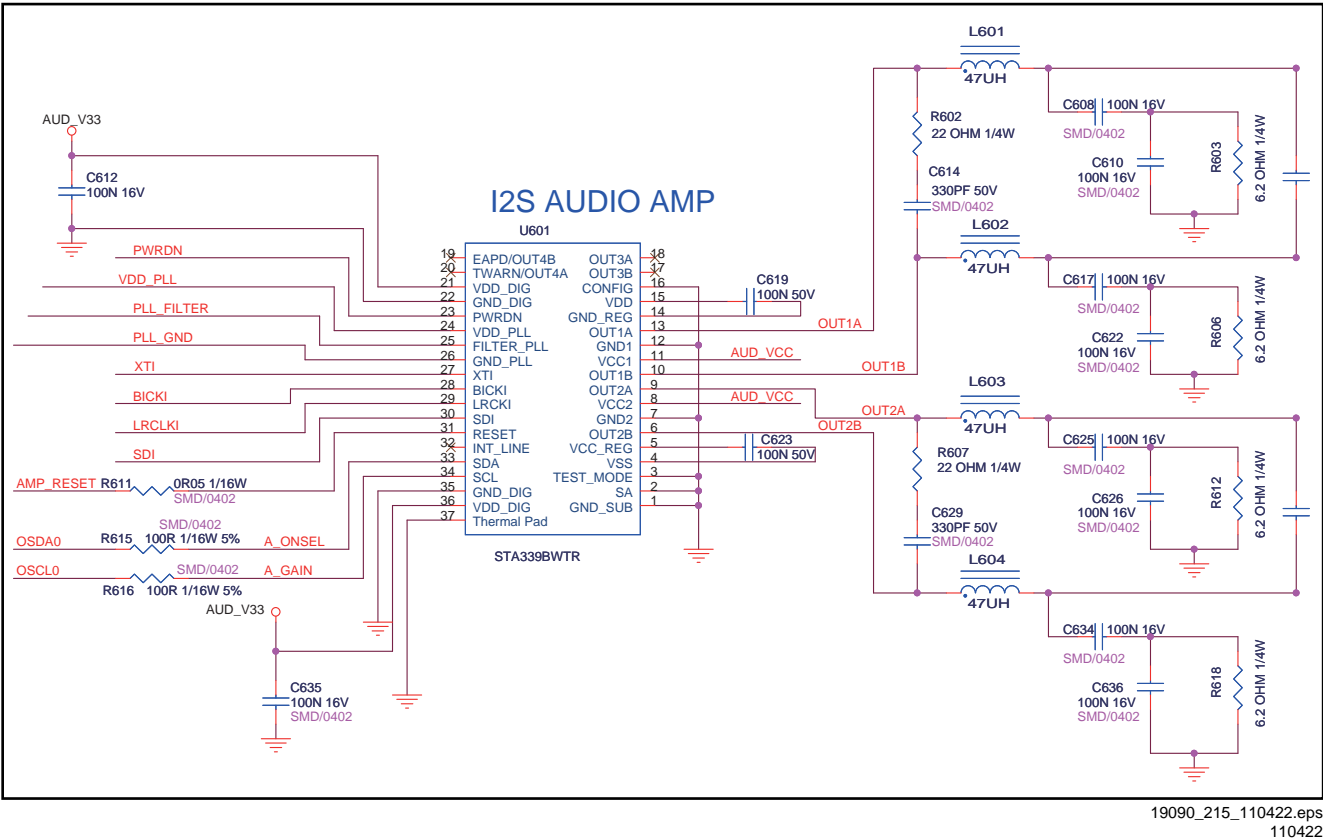 L601
47UH
C608 100N 16V
SMD/0402
R602
22 OHM 1/4W
C610
100N 16V
SMD/0402
R603
6.2 OHM 1/4W
C614
330PF 50V
SMD/0402
L602
47UH
C617 100N 16V
SMD/0402
C622
100N 16V
SMD/0402
R606
6.2 OHM 1/4W
AUD_V33
C612
100N 16V
I2S AUDIO AMP
U601
PWRDN
VDD_PLL
PLL_FILTER
PLL_GND
XTI
BICKI
LRCLKI
SDI
AMP_RESET R611 0R05 1/16W
SMD/0402
SMD/0402
OSDA0 R615 100R 1/16W 5% A_ONSEL
OSCL0 SMD/0402 A_GAIN
R616 100R 1/16W 5%
19 EAPD/OUT4B OUT3A 18
20 TWARN/OUT4A OUT3B 17
21 VDD_DIG CONFIG 16
22 GND_DIG VDD 15
23 PWRDN GND_REG 14
24 VDD_PLL OUT1A 13
25 FILTER_PLL GND1 12
26 GND_PLL VCC1 11
27 XTI OUT1B 10
28 BICKI OUT2A 9
29 LRCKI VCC2 8
30 SDI GND2 7
31 RESET OUT2B 6
32 INT_LINE VCC_REG 5
33 SDA VSS 4
34 SCL TEST_MODE 3
35 GND_DIG SA 2
36 VDD_DIG GND_SUB 1
37 Thermal Pad
STA339BWTR
C619
100N 50V
OUT1A
AUD_VCC
OUT1B
AUD_VCC
OUT2A
OUT2B
C623
100N 50V
L603
47UH
C625 100N 16V
SMD/0402
R607
22 OHM 1/4W
C626
100N 16V
SMD/0402
R612
6.2 OHM 1/4W
C629
330PF 50V
SMD/0402
L604
47UH
C634 100N 16V
SMD/0402
C636
100N 16V
SMD/0402
R618
6.2 OHM 1/4W
AUD_V33
C635
100N 16V
SMD/0402
19090_215_110422.eps
110422